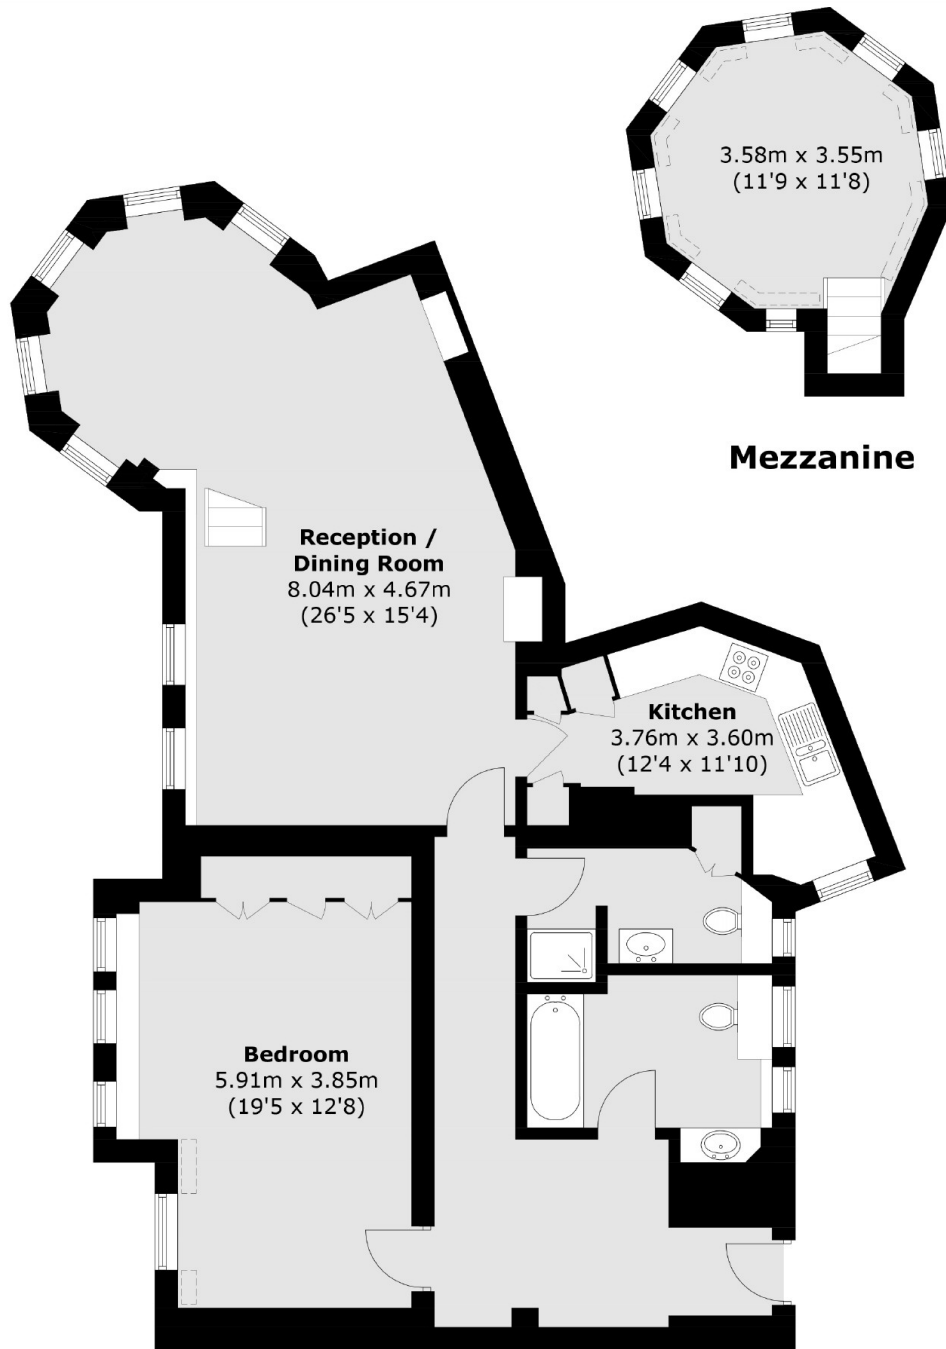 3.58m x 3.55m
(11'9 x 11'8)
Mezzanine
Reception /
Dining Room
8.04m x 4.67m
(26'5 x 15'4)
Kitchen
3.76m x 3.60m
(12'4 x 11'10)
Bedroom
5.91m x 3.85m
(19'5 x 12'8)